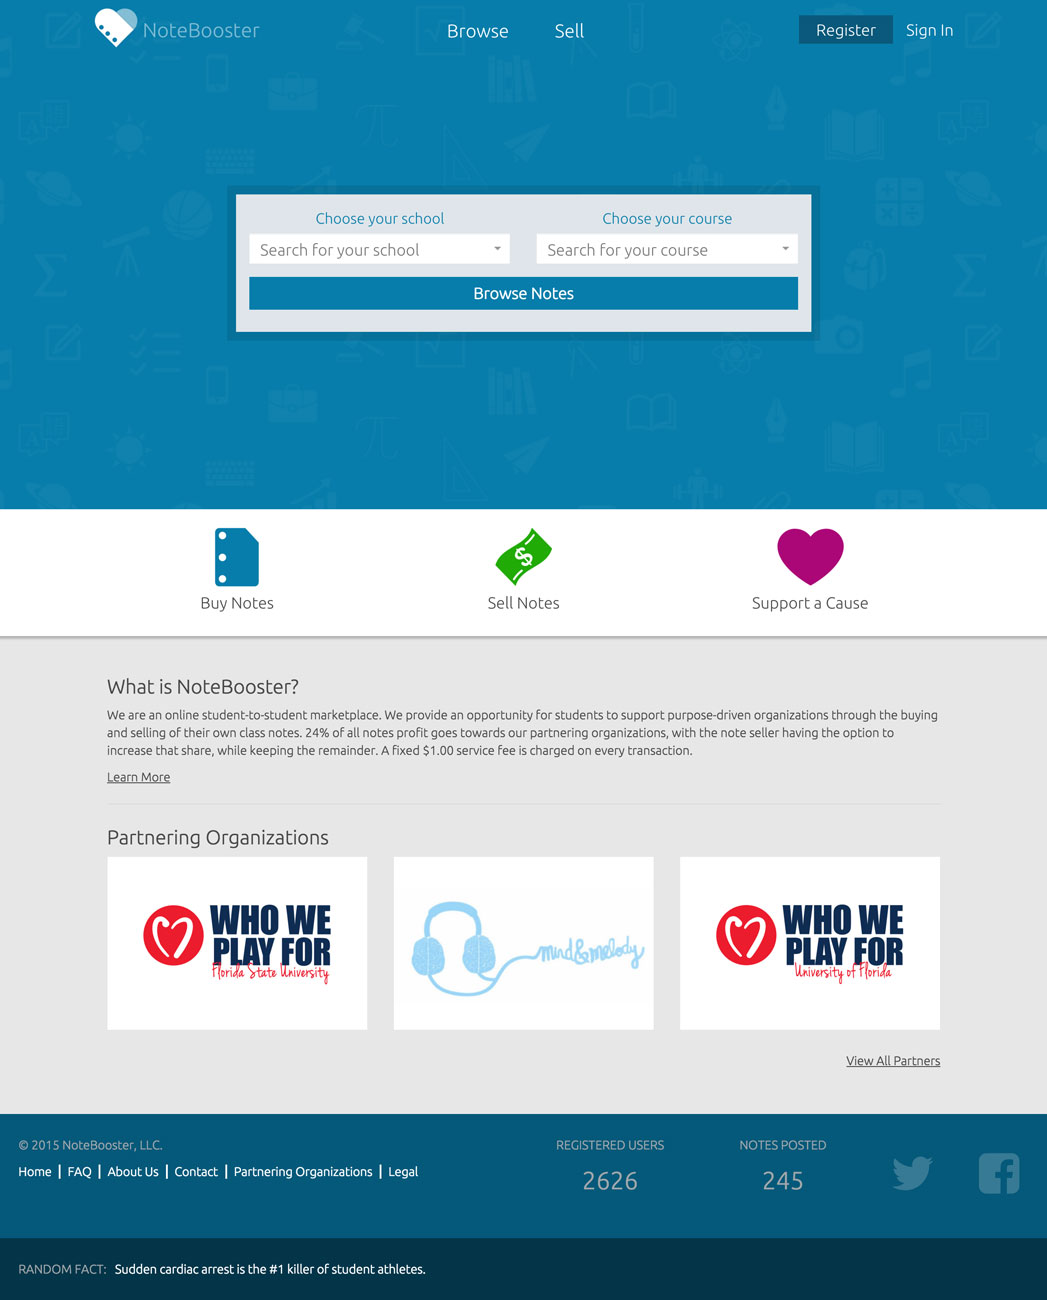 NoteBooster
Browse
Sell
Register
Sign In
Choose your school
Choose your course
Search for your school
Search for your course
Browse Notes
Buy Notes
Sell Notes
Support a Cause
What is NoteBooster?
We are an online student-to-student marketplace. We provide an opportunity for students to support purpose-driven organizations through the buying
and selling of their own class notes. 24% of all notes profit goes towards our partnering organizations, with the note seller having the option to
increase that share, while keeping the remainder. A fixed $1.00 service fee is charged on every transaction.
Learn More
Partnering Organizations
WHO WE
PLAY FOR
Florida State University
mind&melody
WHO WE
PLAY FOR
University of Florida
View All Partners
© 2015 NoteBooster, LLC.
Home | FAQ | About Us | Contact | Partnering Organizations | Legal
REGISTERED USERS
2626
NOTES POSTED
245
RANDOM FACT: Sudden cardiac arrest is the #1 killer of student athletes.